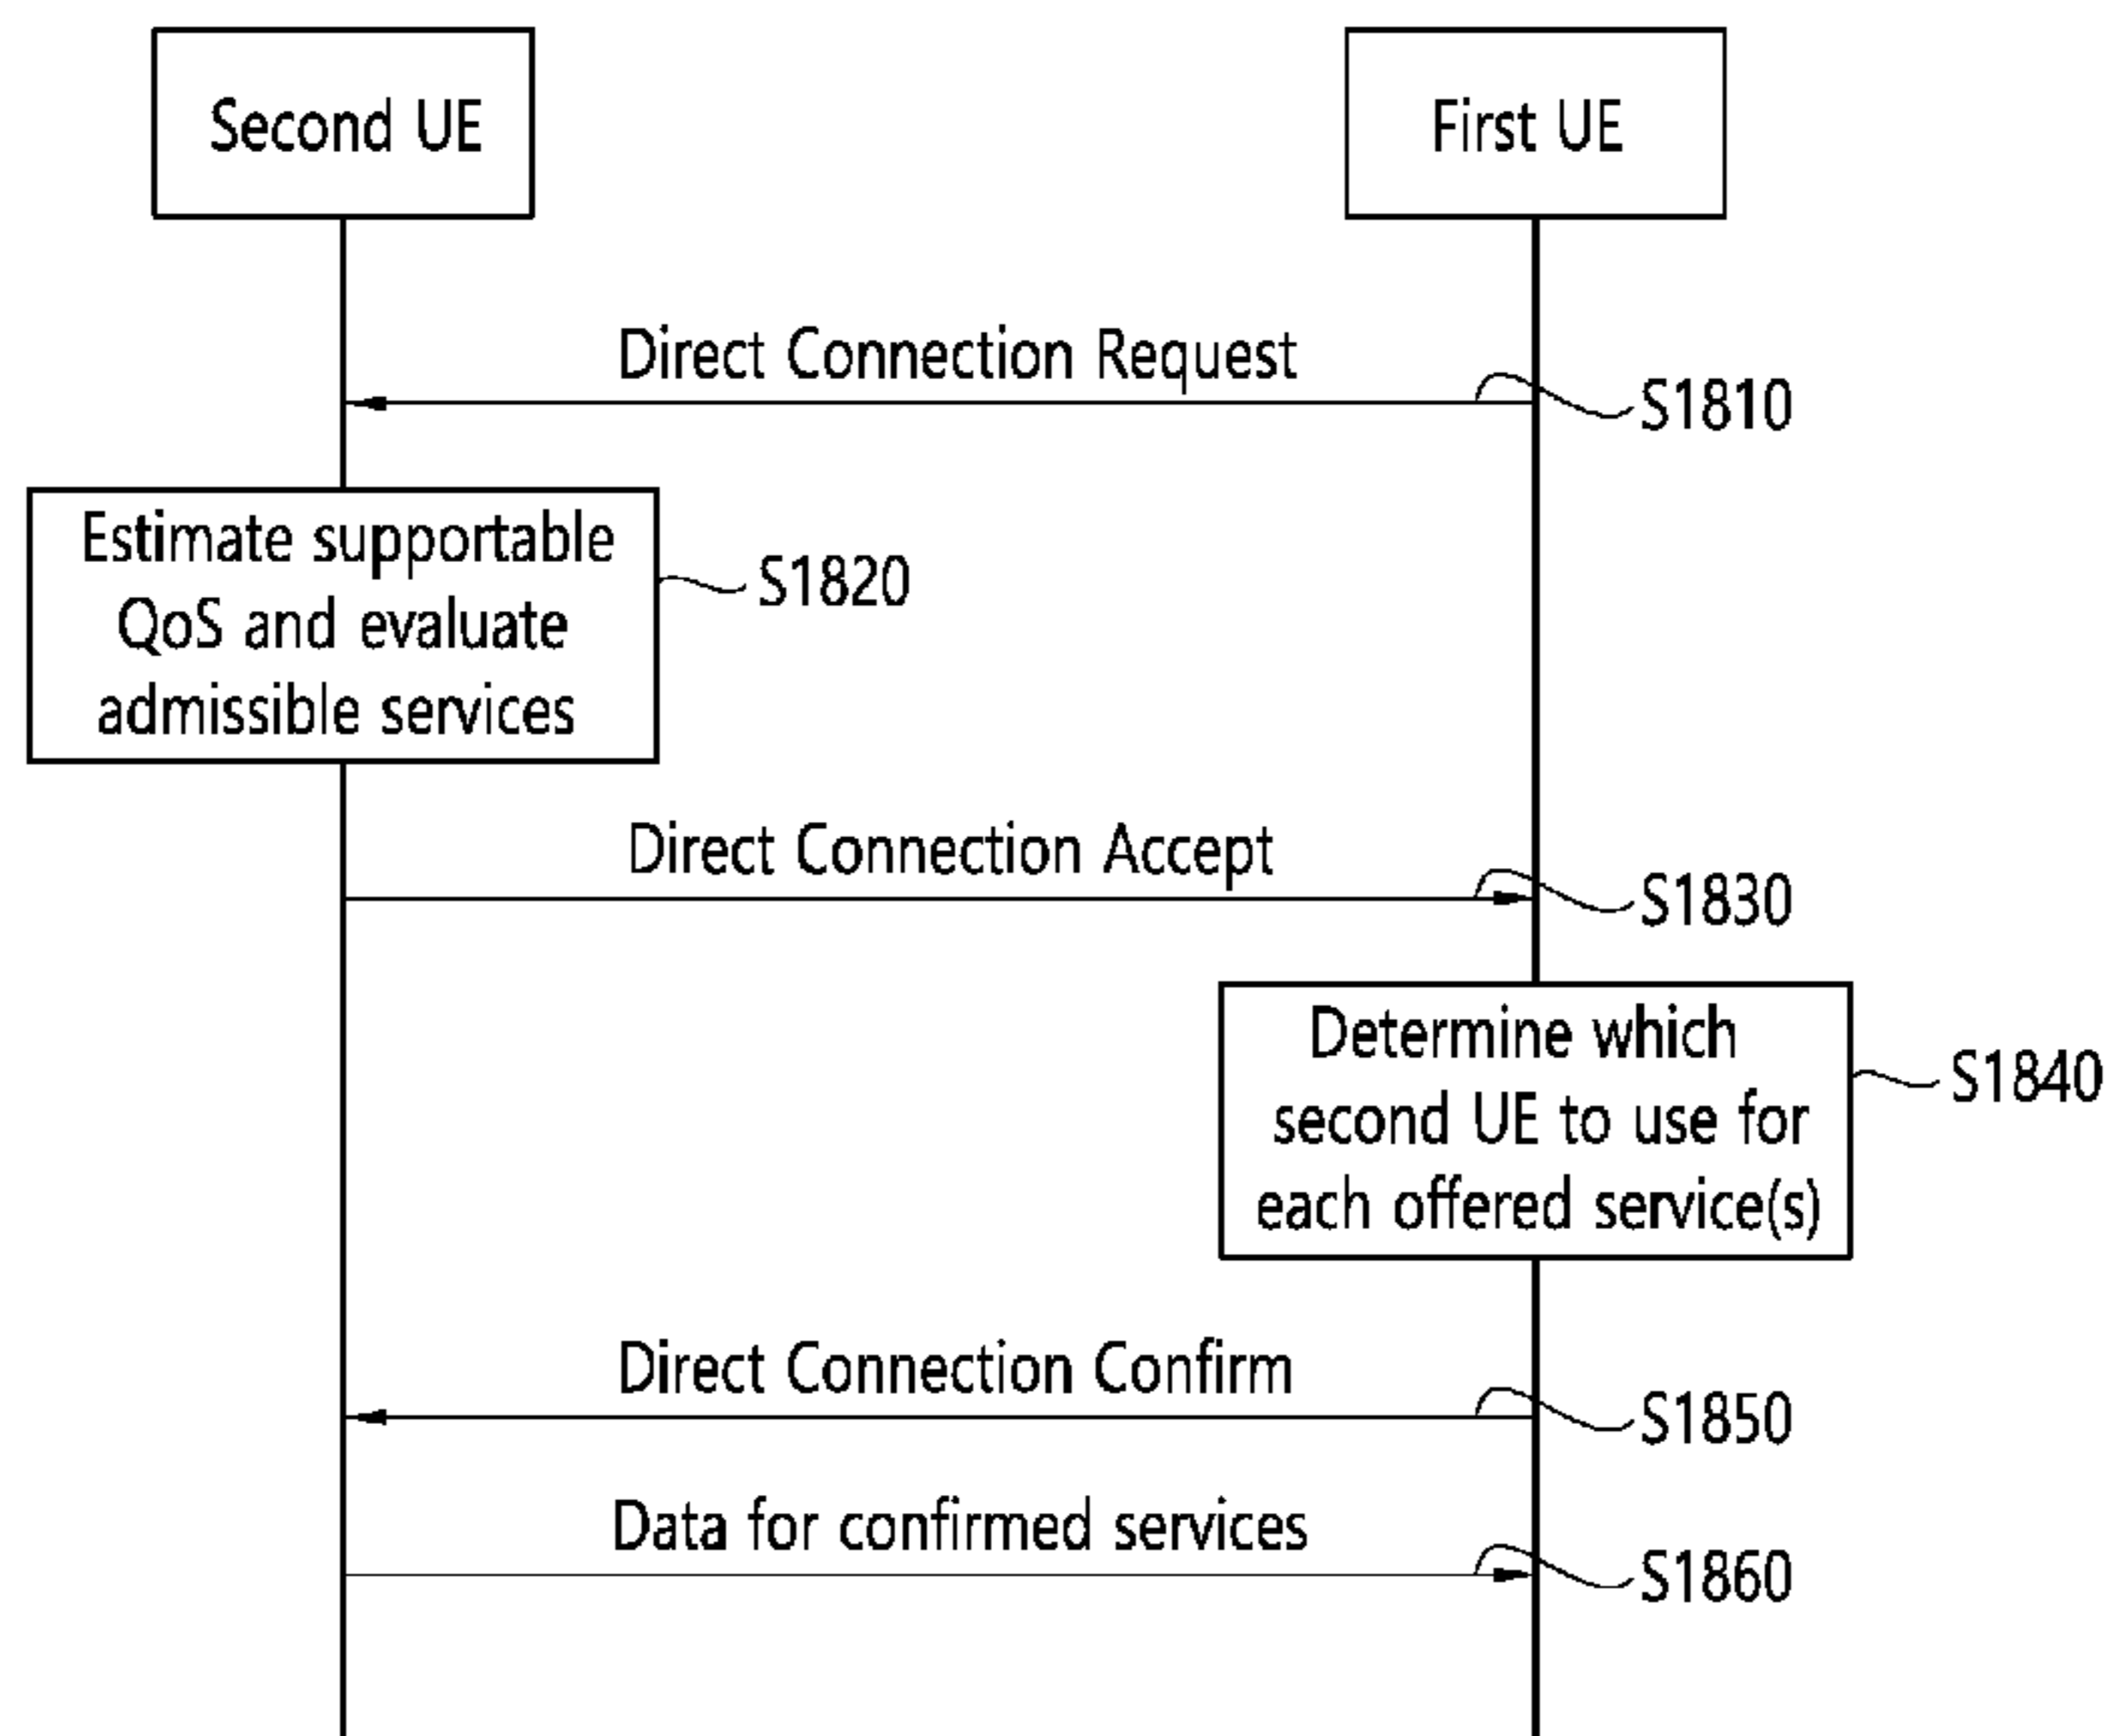 Second UE
First UE
Direct Connection Request
S1810
Estimate supportable
QoS and evaluate
admissible services
S1820
Direct Connection Accept
S1830
Determine which
second UE to use for
each offered service(s)
S1840
Direct Connection Confirm
S1850
Data for confirmed services
S1860